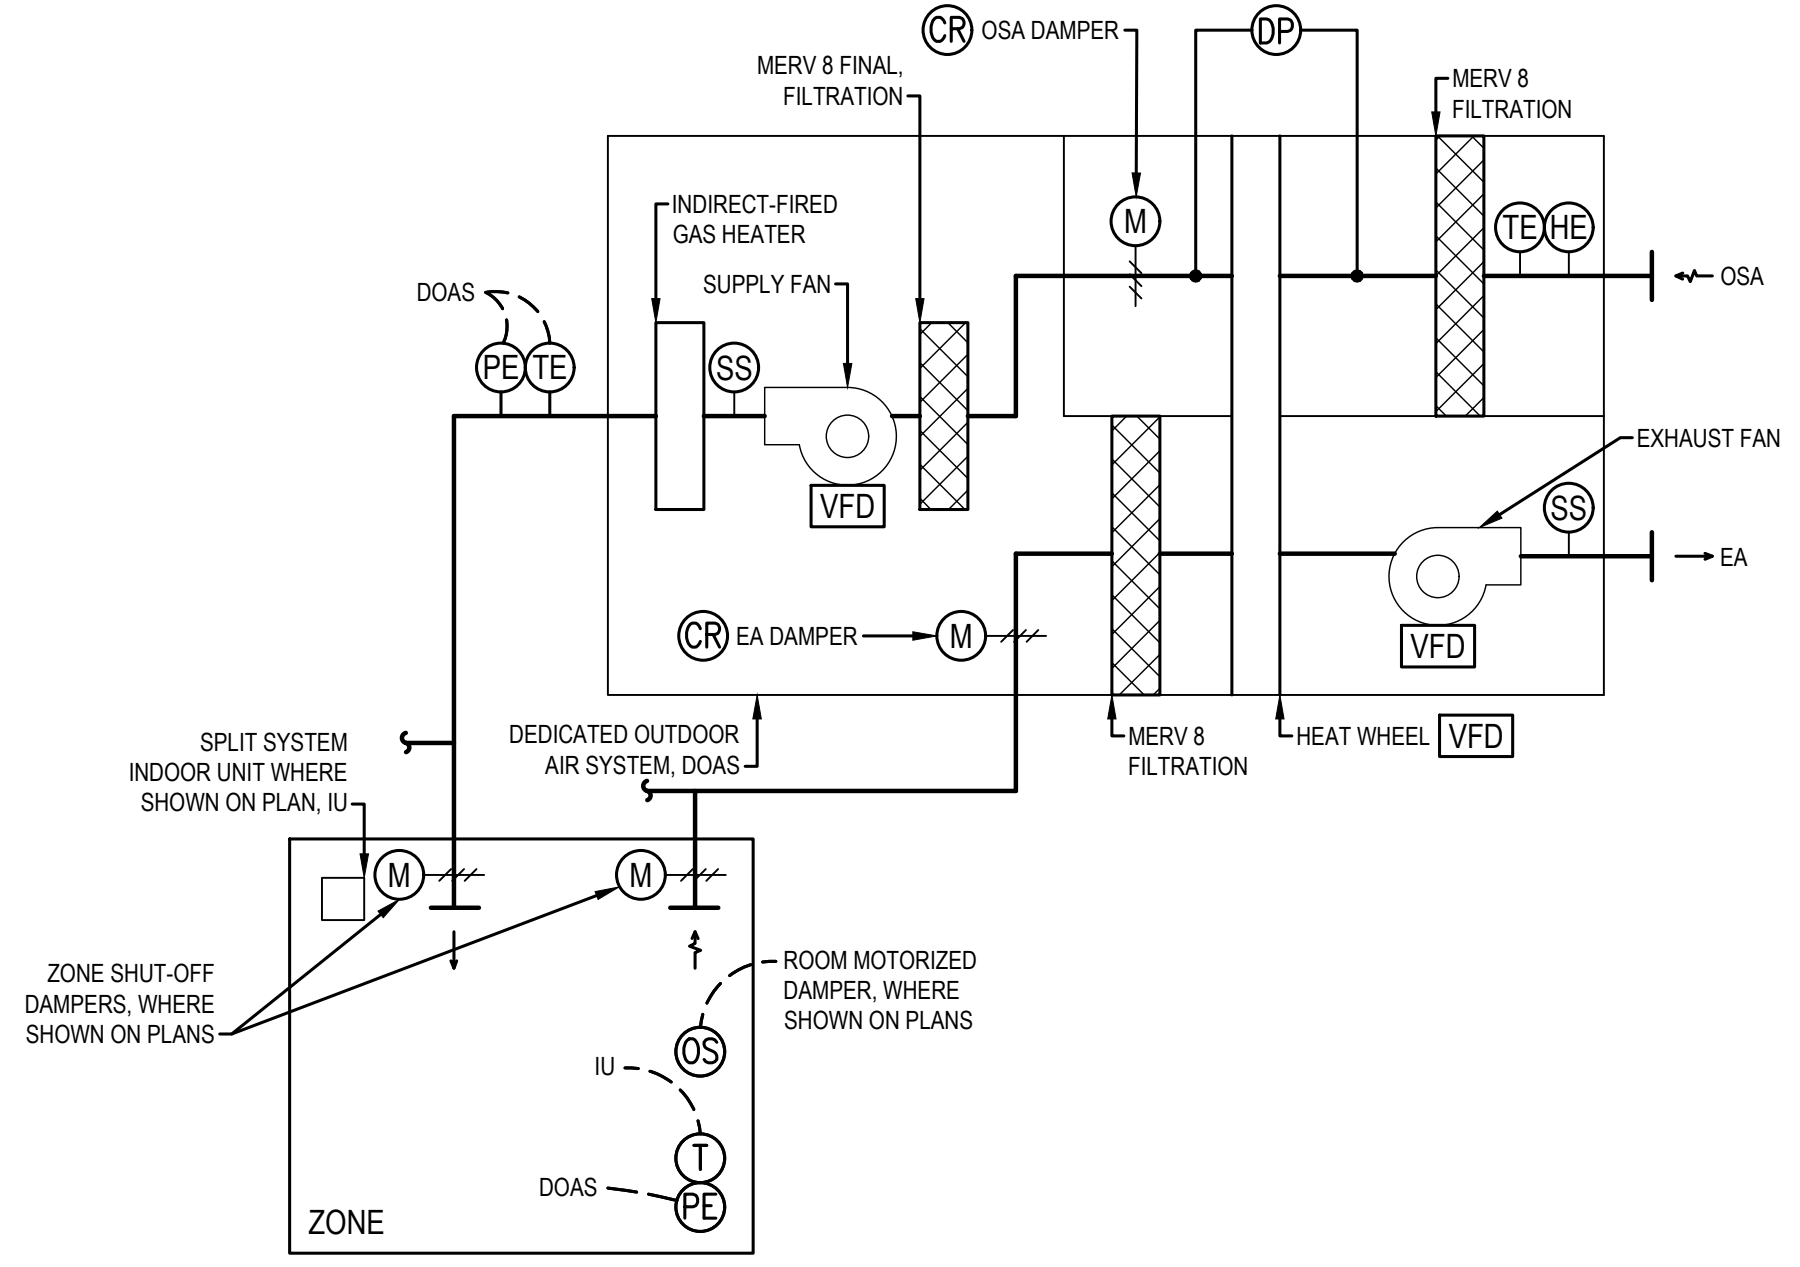 CR OSA DAMPER
DP
MERV 8 FINAL,
FILTRATION
MERV 8
FILTRATION
INDIRECT-FIRED
GAS HEATER
M
TE HE
SUPPLY FAN
OSA
DOAS
PE TE
SS
VFD
EXHAUST FAN
SS
EA
CR EA DAMPER
M
VFD
SPLIT SYSTEM
INDOOR UNIT WHERE
SHOWN ON PLAN, IU
DEDICATED OUTDOOR
AIR SYSTEM, DOAS
MERV 8
FILTRATION
HEAT WHEEL VFD
M
M
ZONE SHUT-OFF
DAMPERS, WHERE
SHOWN ON PLANS
ROOM MOTORIZED
DAMPER, WHERE
SHOWN ON PLANS
OS
IU
T
DOAS
PE
ZONE